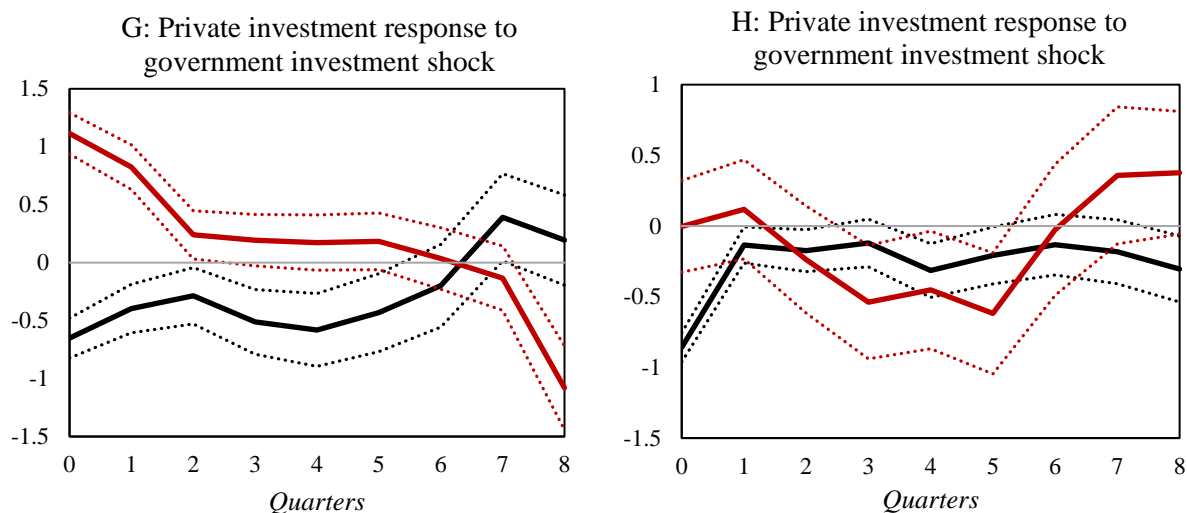 G: Private investment response to
government investment shock
1.5
1
0.5
0
-0.5
-1
-1.5
0 1 2 3 4 5 6 7 8
Quarters
H: Private investment response to
government investment shock
1
0.5
0
-0.5
-1
-1.5
0 1 2 3 4 5 6 7 8
Quarters